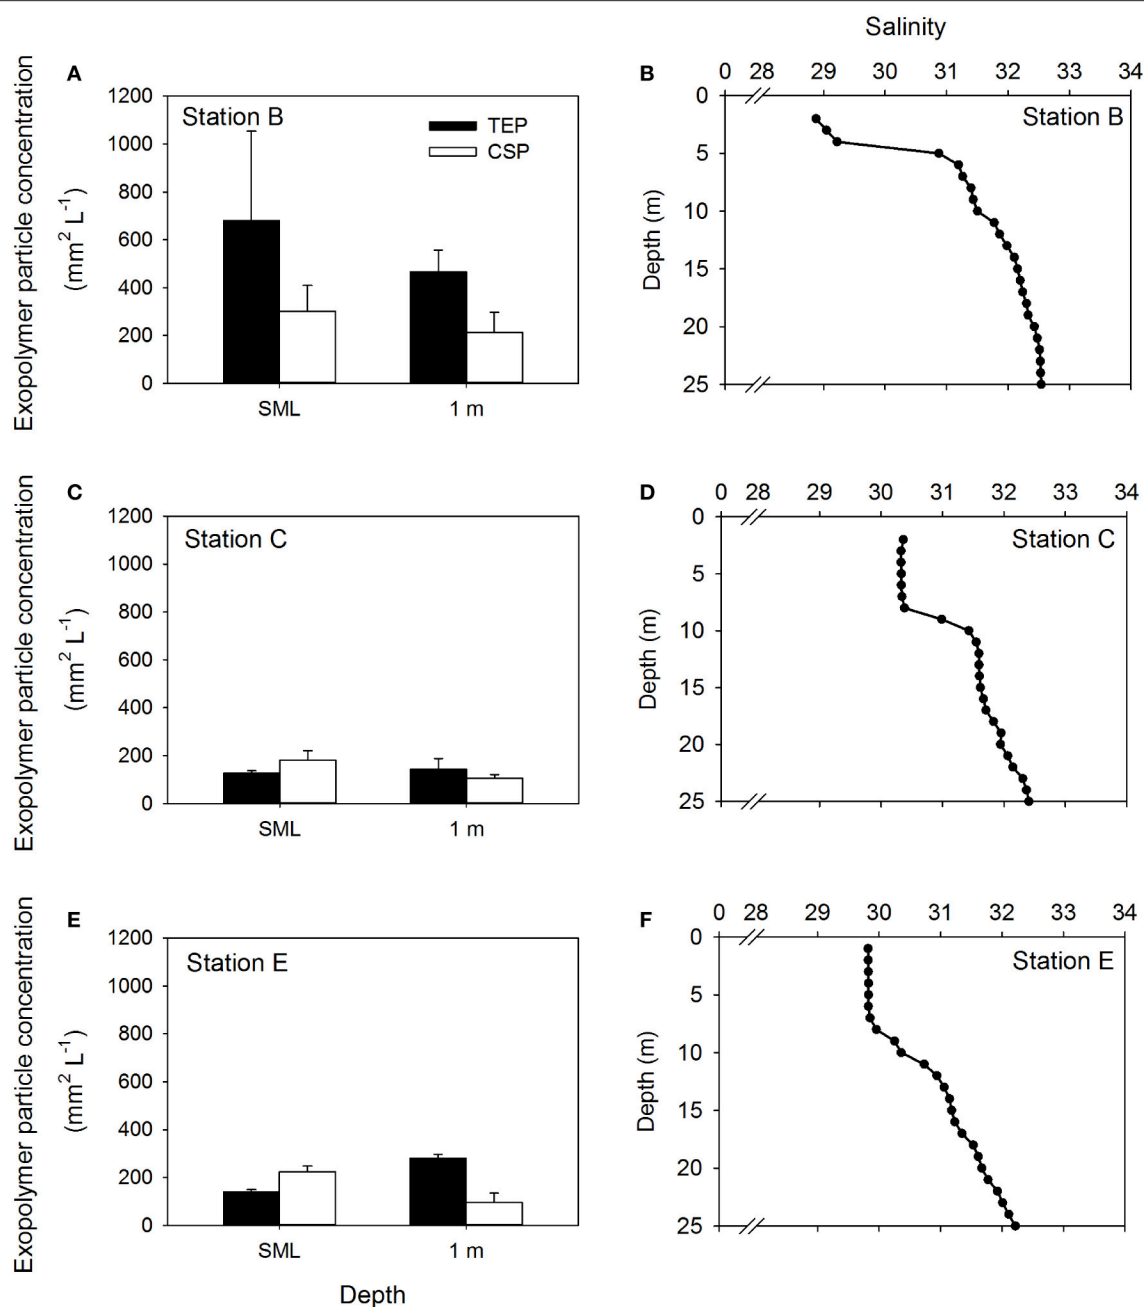 Salinity
A
B
0 28 29 30 31 32 33 34
Exopolymer particle concentration
(mm² L⁻¹)
1200
1000
800
600
400
200
0
Station B
TEP
CSP
SML 1 m
Depth (m)
0
5
10
15
20
25
Station B
C
D
0 28 29 30 31 32 33 34
Exopolymer particle concentration
(mm² L⁻¹)
1200
1000
800
600
400
200
0
Station C
SML 1 m
Depth (m)
0
5
10
15
20
25
Station C
E
F
0 28 29 30 31 32 33 34
Exopolymer particle concentration
(mm² L⁻¹)
1200
1000
800
600
400
200
0
Station E
SML 1 m
Depth
Depth (m)
0
5
10
15
20
25
Station E